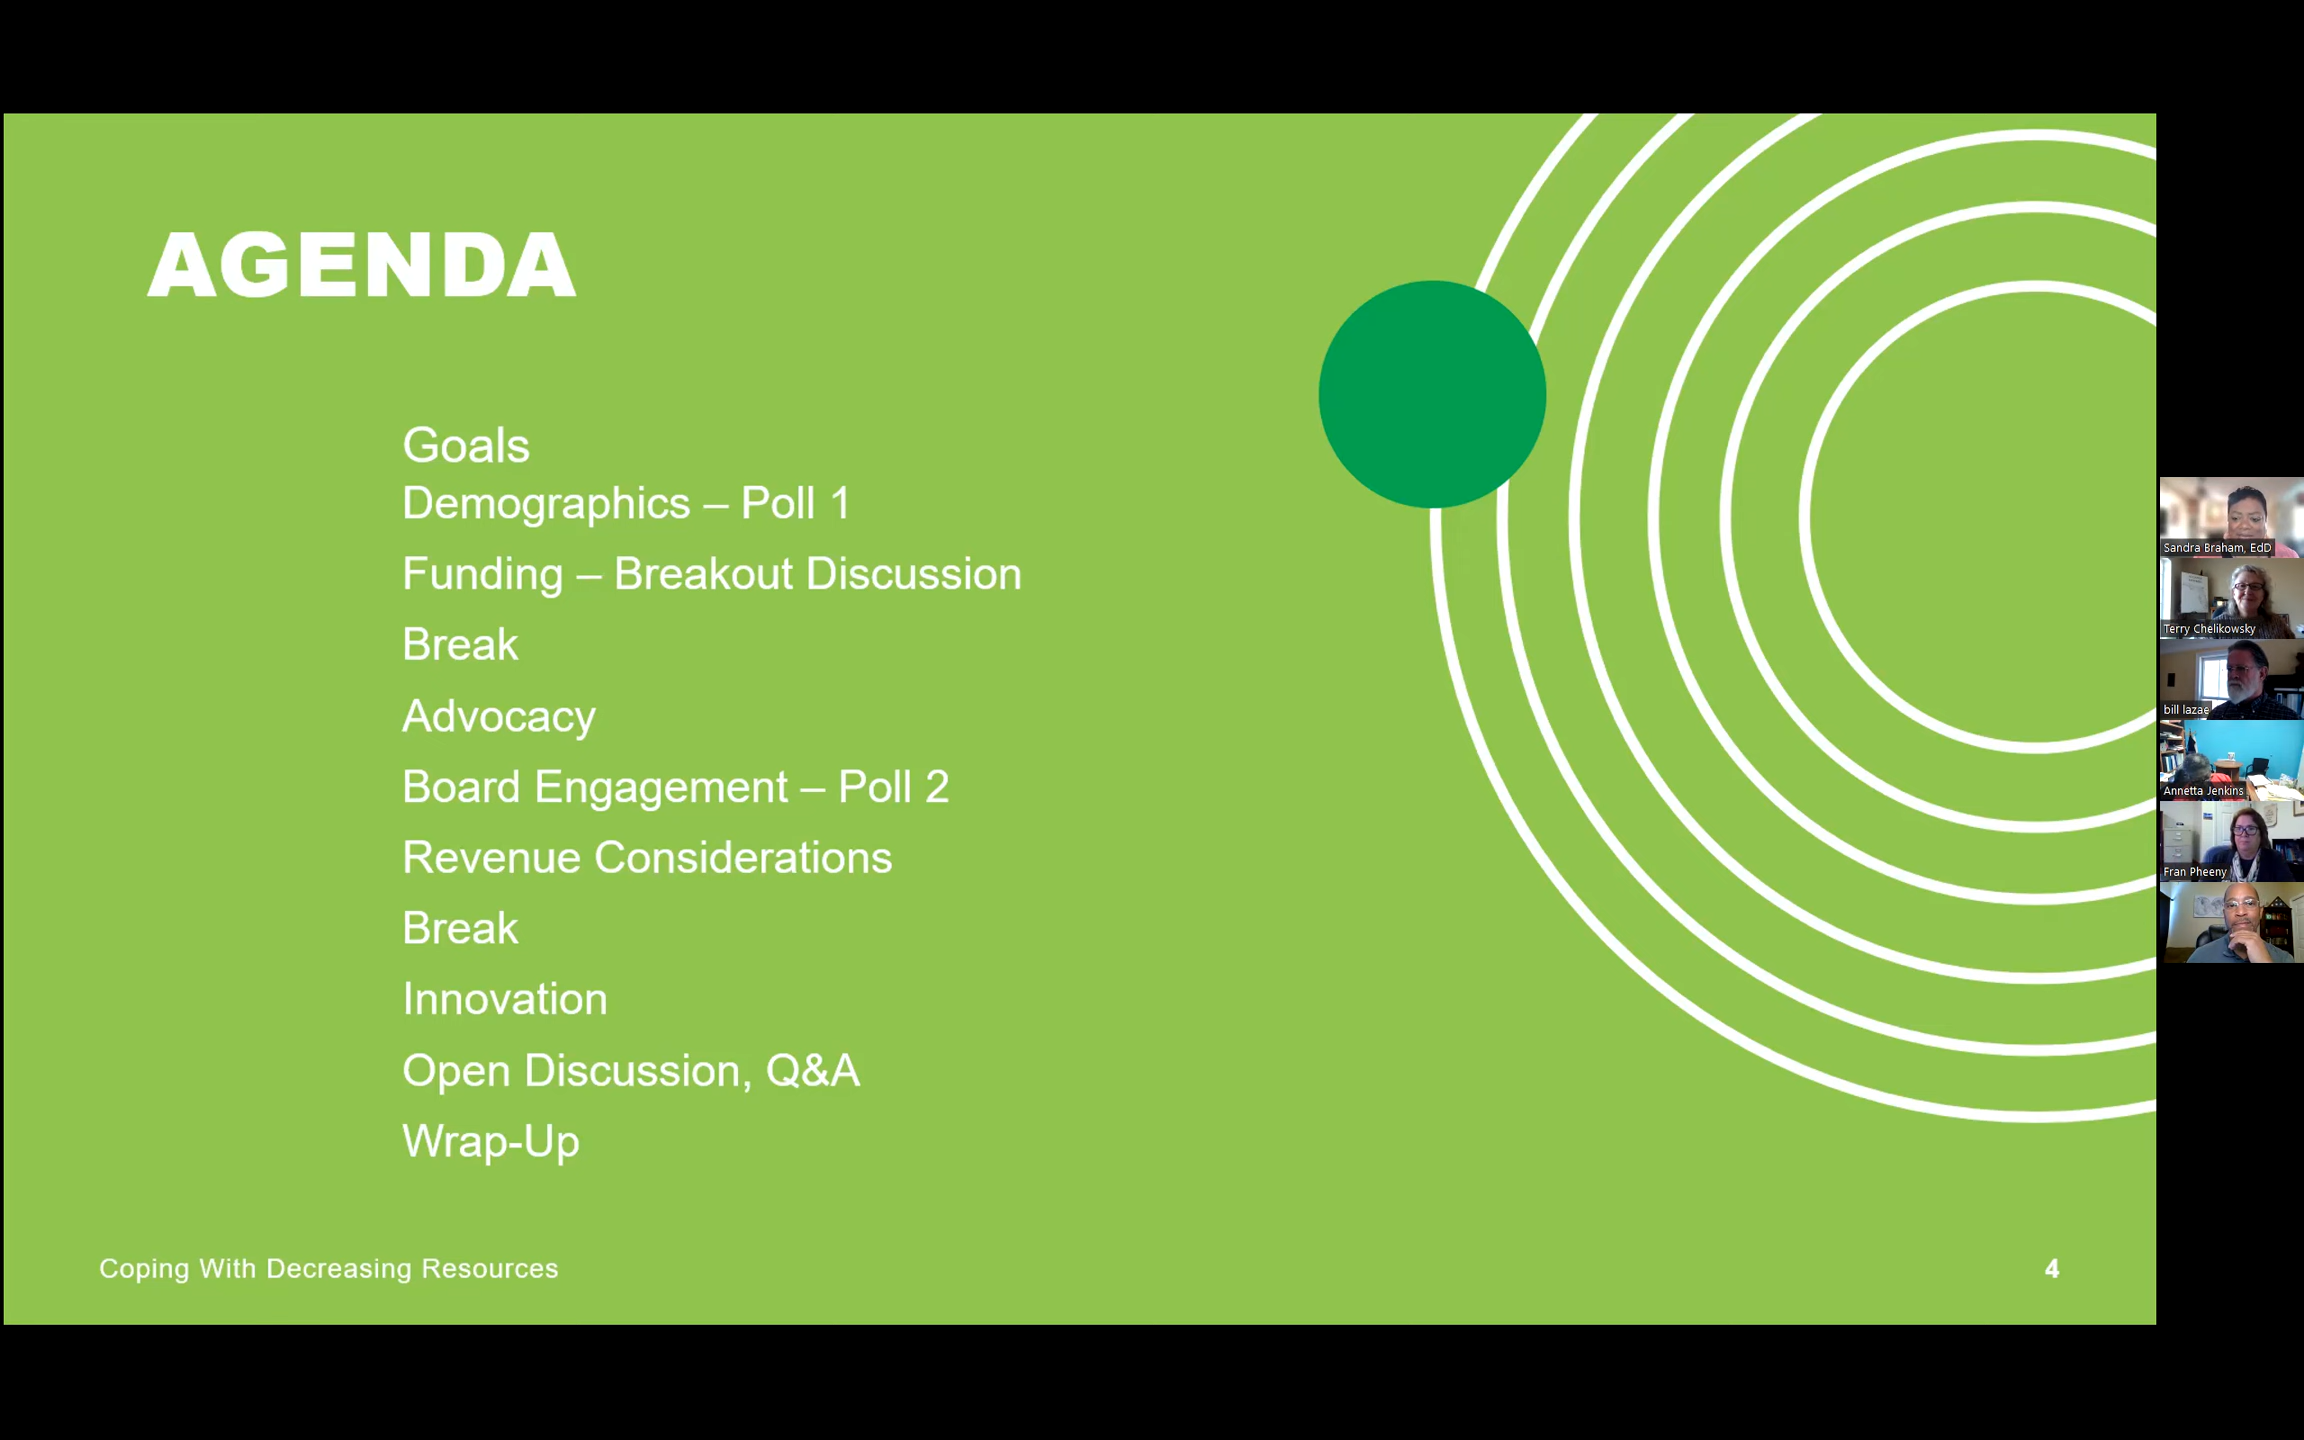 AGENDA
Goals
Demographics – Poll 1
Funding – Breakout Discussion
Break
Advocacy
Board Engagement – Poll 2
Revenue Considerations
Break
Innovation
Open Discussion, Q&A
Wrap-Up
Coping With Decreasing Resources
4
Sandra Braham, EdD
Terry Chelikowsky
bill lazae
Annetta Jenkins
Fran Pheeny